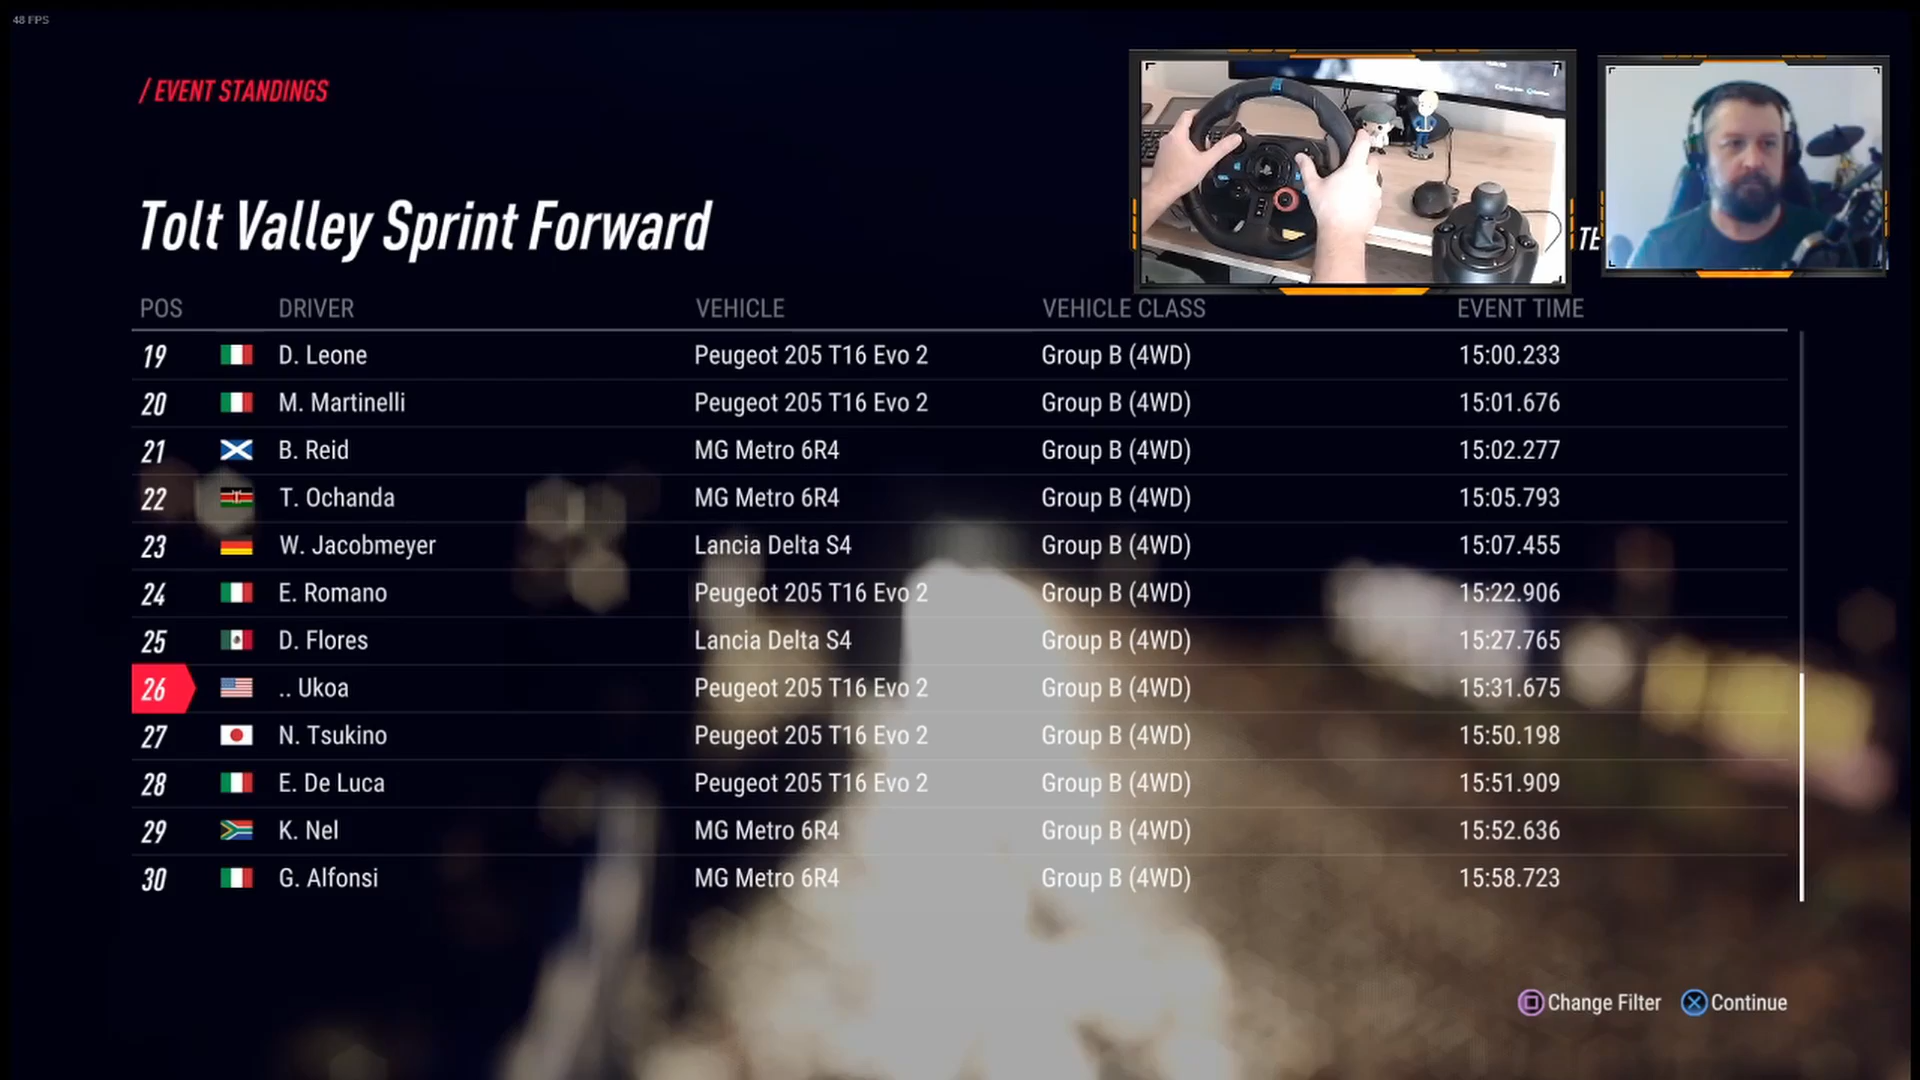 48 FPS
/ EVENT STANDINGS
Tolt Valley Sprint Forward
TE
POS DRIVER VEHICLE VEHICLE CLASS EVENT TIME
19 D. Leone Peugeot 205 T16 Evo 2 Group B (4WD) 15:00.233
20 M. Martinelli Peugeot 205 T16 Evo 2 Group B (4WD) 15:01.676
21 B. Reid MG Metro 6R4 Group B (4WD) 15:02.277
22 T. Ochanda MG Metro 6R4 Group B (4WD) 15:05.793
23 W. Jacobmeyer Lancia Delta S4 Group B (4WD) 15:07.455
24 E. Romano Peugeot 205 T16 Evo 2 Group B (4WD) 15:22.906
25 D. Flores Lancia Delta S4 Group B (4WD) 15:27.765
26 .. Ukoa Peugeot 205 T16 Evo 2 Group B (4WD) 15:31.675
27 N. Tsukino Peugeot 205 T16 Evo 2 Group B (4WD) 15:50.198
28 E. De Luca Peugeot 205 T16 Evo 2 Group B (4WD) 15:51.909
29 K. Nel MG Metro 6R4 Group B (4WD) 15:52.636
30 G. Alfonsi MG Metro 6R4 Group B (4WD) 15:58.723
Change Filter Continue